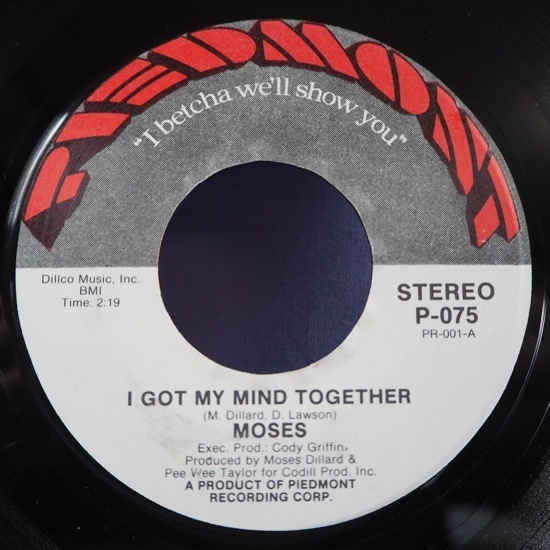 PIEDMONT
"I betcha we'll show you"
Dillco Music, Inc.
BMI
Time: 2:19
STEREO
P-075
PR-001-A
I GOT MY MIND TOGETHER
(M. Dillard, D. Lawson)
MOSES
Exec. Prod.: Cody Griffin.
Produced by Moses Dillard &
Pee Wee Taylor for Codill Prod. Inc.
A PRODUCT OF PIEDMONT
RECORDING CORP.